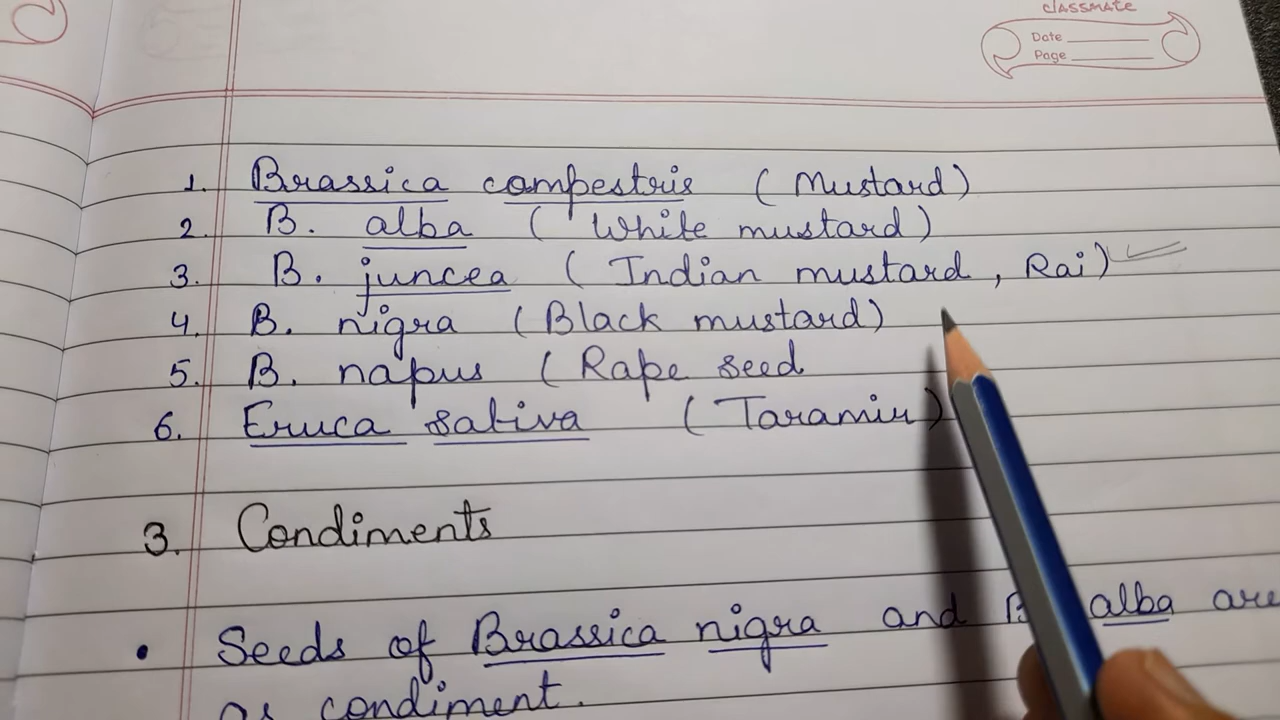 classmate
Date
Page
1. Brassica campestris (Mustard)
2. B. alba (White mustard)
3. B. juncea (Indian mustard, Rai)
4. B. nigra (Black mustard)
5. B. napus (Rape seed
6. Eruca sativa (Taramira)
3. Condiments
• Seeds of Brassica nigra and B. alba are
as condiment.